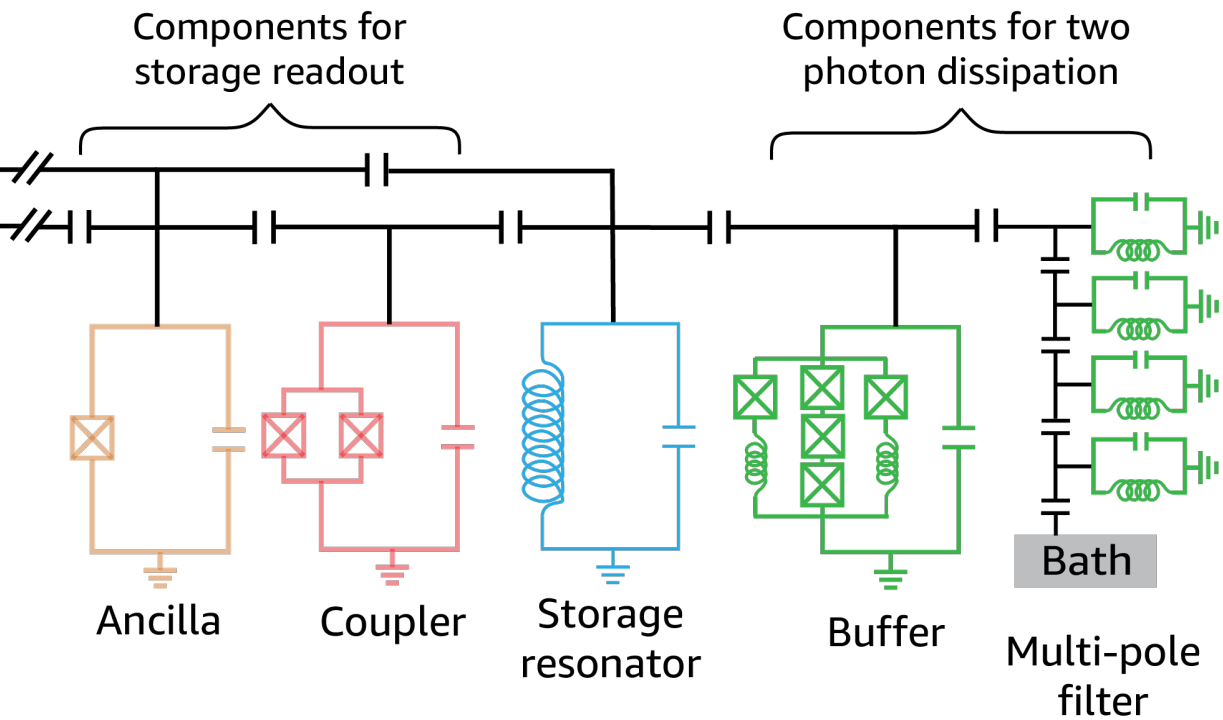 Components for
storage readout
Components for two
photon dissipation
Ancilla
Coupler
Storage
resonator
Buffer
Bath
Multi-pole
filter